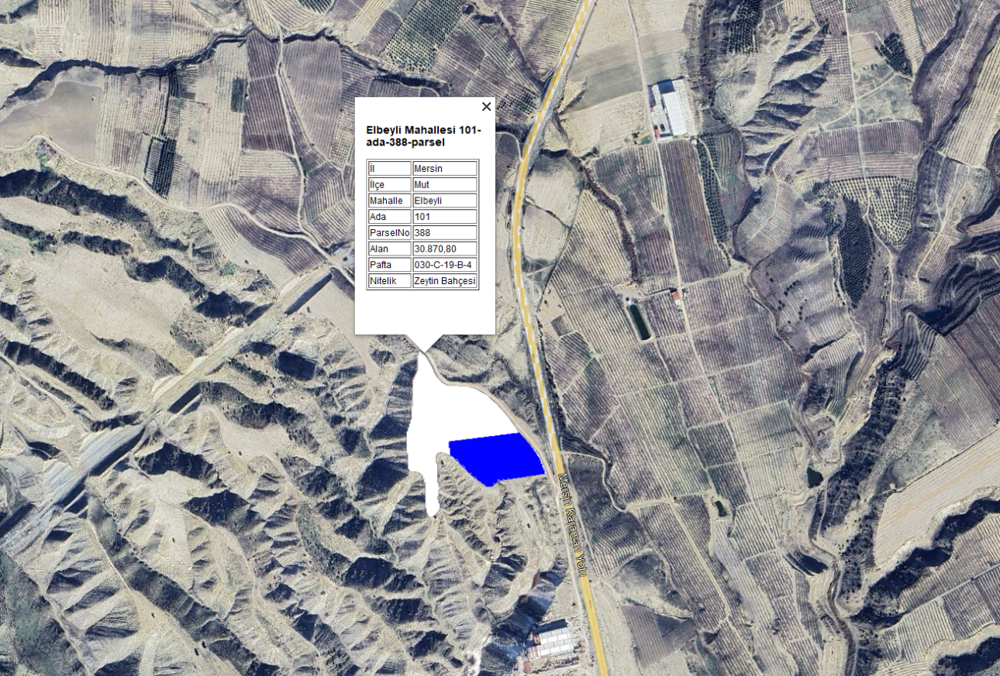 Elbeyli Mahallesi 101-
ada-388-parsel
İl Mersin
İlçe Mut
Mahalle Elbeyli
Ada 101
ParselNo 388
Alan 30.870,80
Pafta 030-C-19-B-4
Nitelik Zeytin Bahçesi
Mersin Karaman Yolu